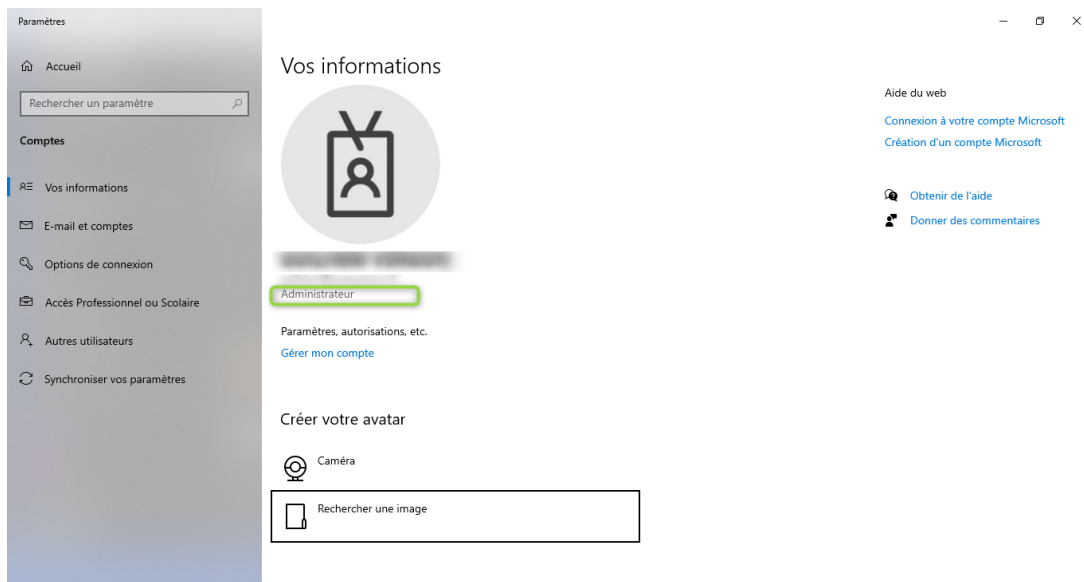 Paramètres
Accueil
Rechercher un paramètre
Comptes
Vos informations
E-mail et comptes
Options de connexion
Accès Professionnel ou Scolaire
Autres utilisateurs
Synchroniser vos paramètres
Vos informations
Administrateur
Paramètres, autorisations, etc.
Gérer mon compte
Créer votre avatar
Caméra
Rechercher une image
Aide du web
Connexion à votre compte Microsoft
Création d'un compte Microsoft
Obtenir de l'aide
Donner des commentaires